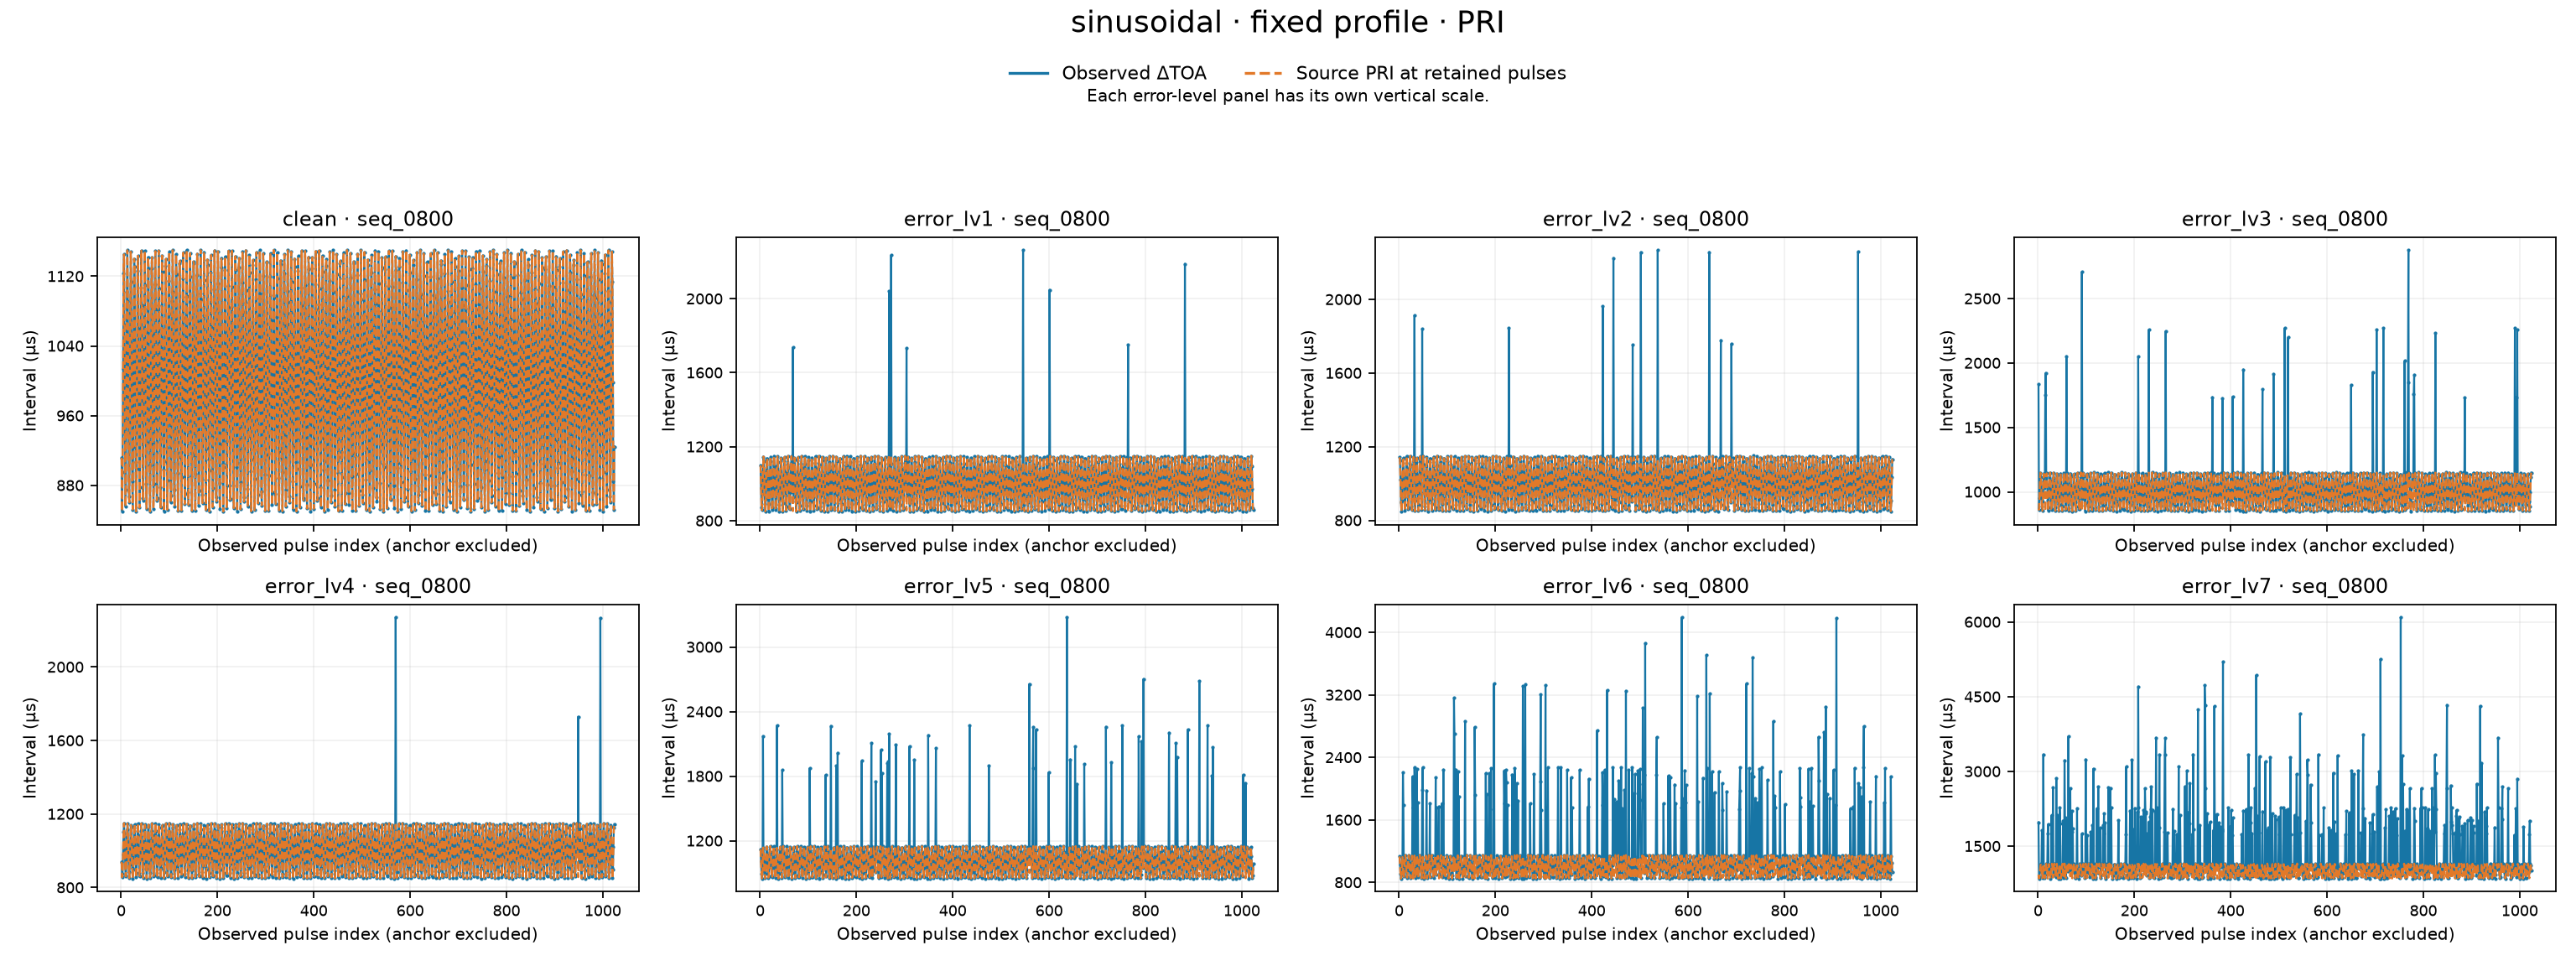 sinusoidal · fixed profile · PRI
Observed ΔTOA
Source PRI at retained pulses
Each error-level panel has its own vertical scale.
clean · seq_0800
error_lv1 · seq_0800
error_lv2 · seq_0800
error_lv3 · seq_0800
Interval (µs)
1120
1040
960
880
Observed pulse index (anchor excluded)
Interval (µs)
2000
1600
1200
800
Observed pulse index (anchor excluded)
Interval (µs)
2000
1600
1200
800
Observed pulse index (anchor excluded)
Interval (µs)
2500
2000
1500
1000
Observed pulse index (anchor excluded)
error_lv4 · seq_0800
error_lv5 · seq_0800
error_lv6 · seq_0800
error_lv7 · seq_0800
Interval (µs)
2000
1600
1200
800
0 200 400 600 800 1000
Observed pulse index (anchor excluded)
Interval (µs)
3000
2400
1800
1200
0 200 400 600 800 1000
Observed pulse index (anchor excluded)
Interval (µs)
4000
3200
2400
1600
800
0 200 400 600 800 1000
Observed pulse index (anchor excluded)
Interval (µs)
6000
4500
3000
1500
0 200 400 600 800 1000
Observed pulse index (anchor excluded)